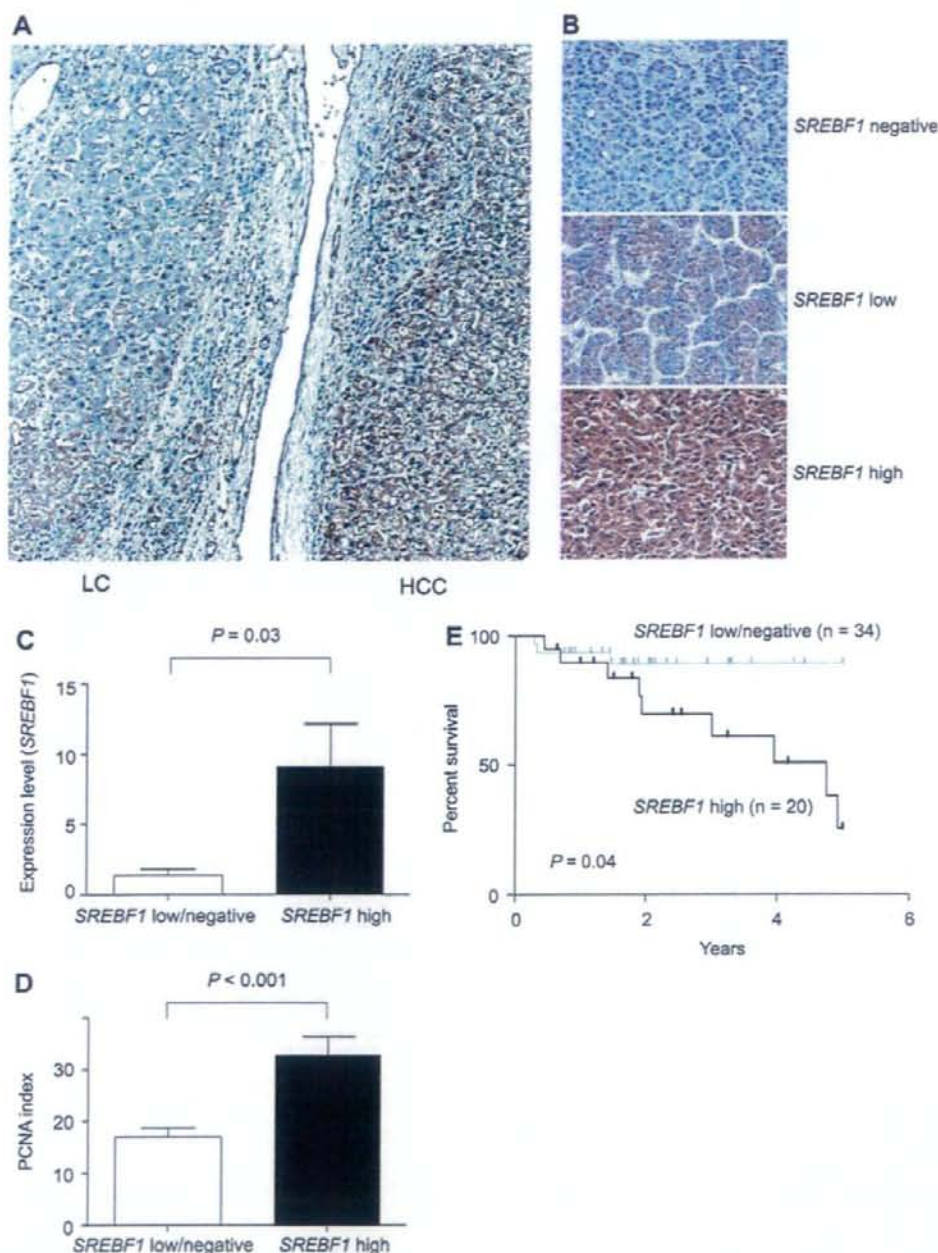 A
B
SREBF1 negative
SREBF1 low
SREBF1 high
LC
HCC
C
P = 0.03
Expression level (SREBF1)
15
10
5
0
SREBF1 low/negative
SREBF1 high
D
P < 0.001
PCNA index
30
20
10
0
SREBF1 low/negative
SREBF1 high
E
SREBF1 low/negative (n = 34)
Percent survival
100
50
0
SREBF1 high (n = 20)
P = 0.04
0
2
4
6
Years